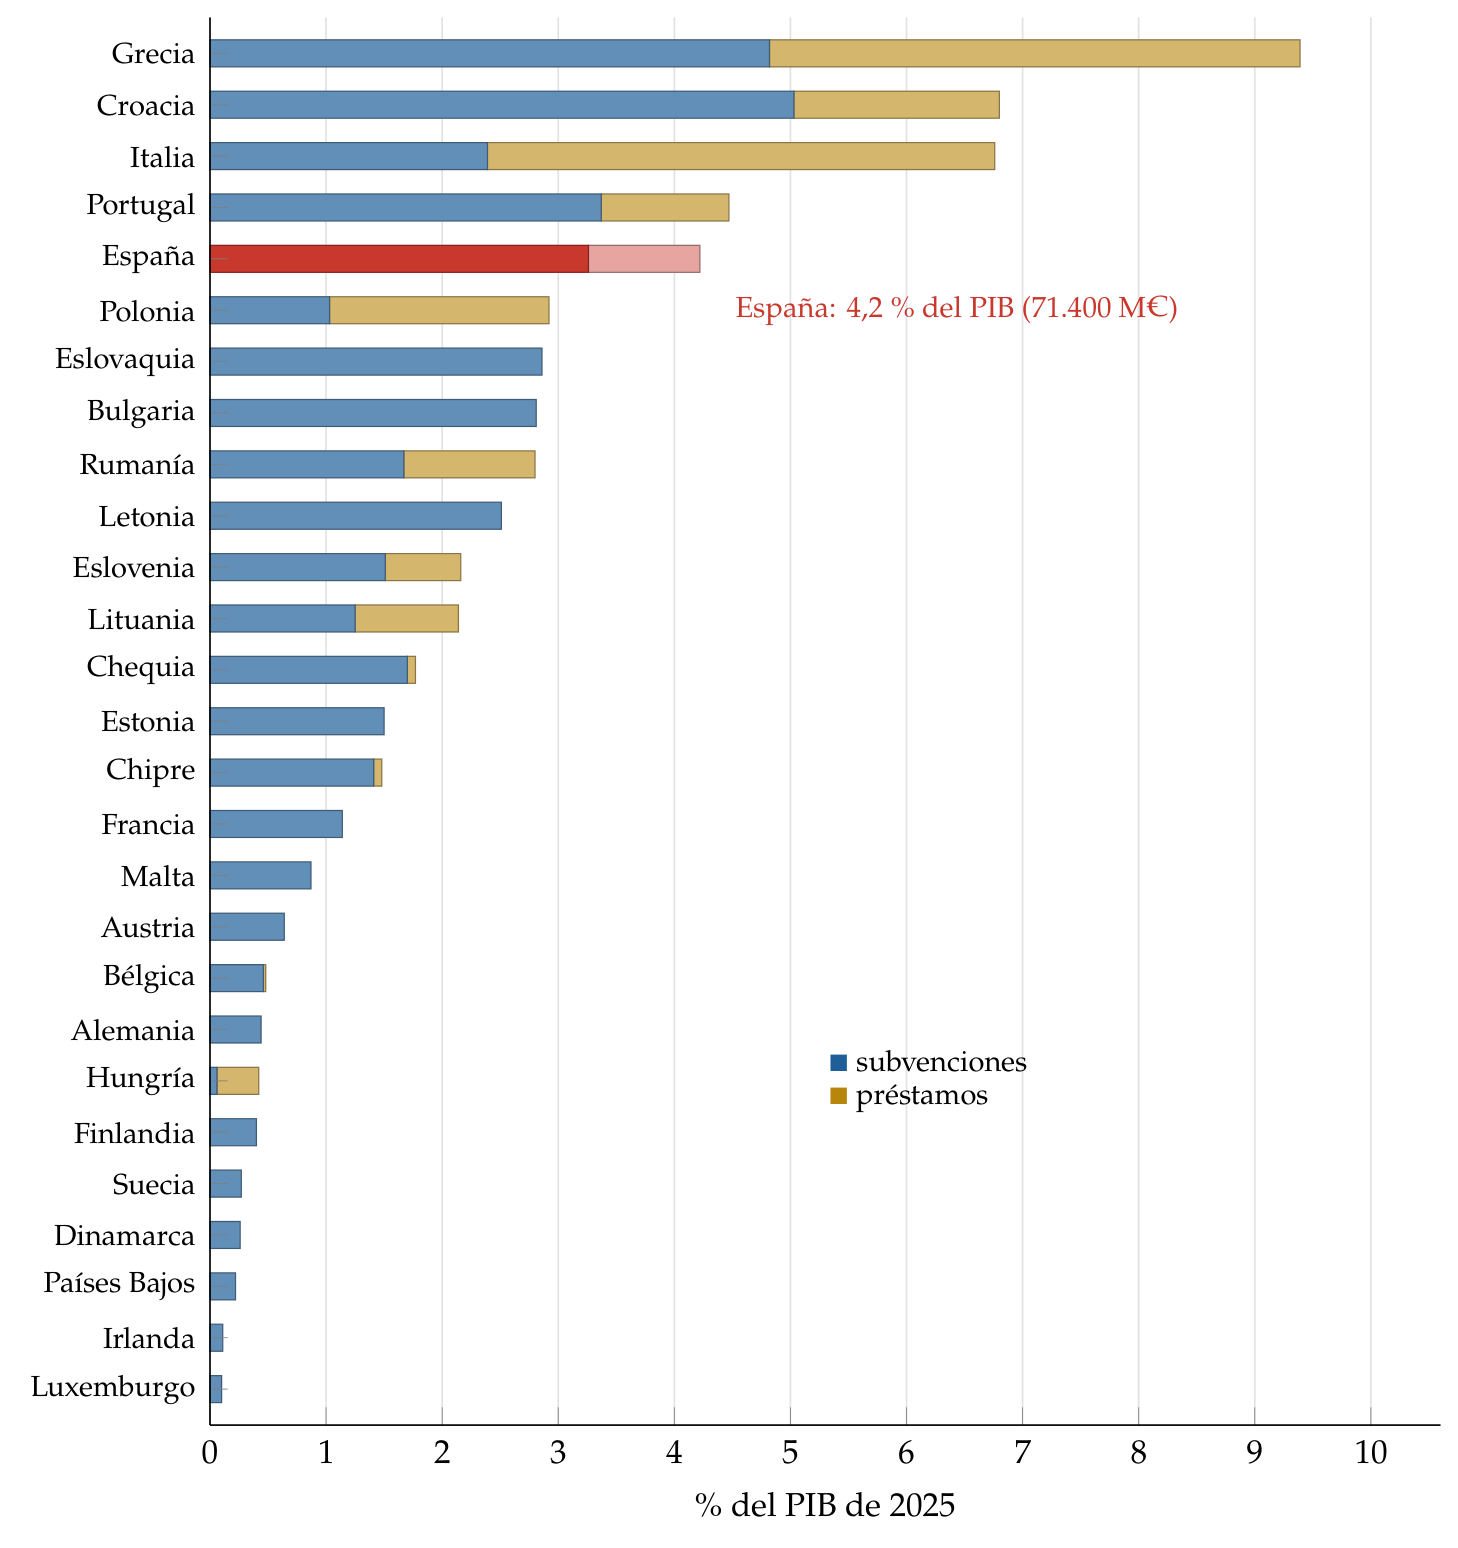 Grecia
Croacia
Italia
Portugal
España
Polonia
España: 4,2 % del PIB (71.400 M€)
Eslovaquia
Bulgaria
Rumanía
Letonia
Eslovenia
Lituania
Chequia
Estonia
Chipre
Francia
Malta
Austria
Bélgica
Alemania
subvenciones
Hungría
préstamos
Finlandia
Suecia
Dinamarca
Países Bajos
Irlanda
Luxemburgo
0 1 2 3 4 5 6 7 8 9 10
% del PIB de 2025